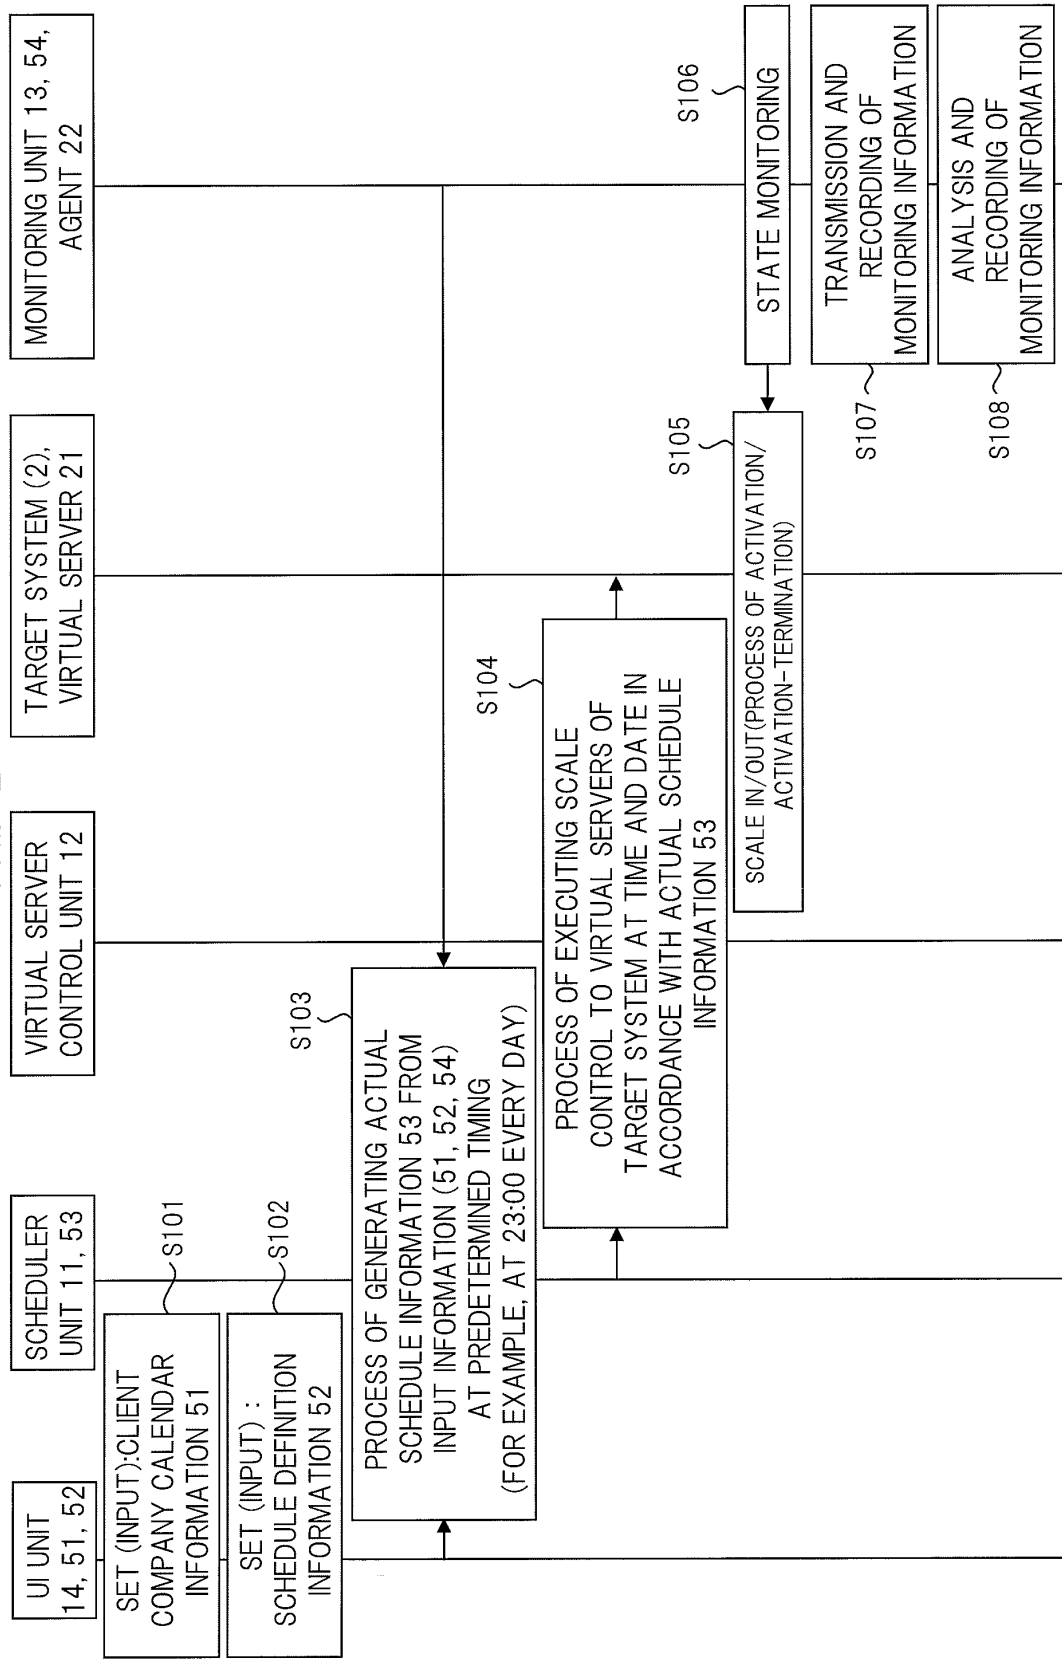 UI UNIT
14, 51, 52
SCHEDULER
UNIT 11, 53
VIRTUAL SERVER
CONTROL UNIT 12
TARGET SYSTEM (2),
VIRTUAL SERVER 21
MONITORING UNIT 13, 54,
AGENT 22
SET (INPUT):CLIENT
COMPANY CALENDAR
INFORMATION 51
S101
SET (INPUT) :
SCHEDULE DEFINITION
INFORMATION 52
S102
S103
PROCESS OF GENERATING ACTUAL
SCHEDULE INFORMATION 53 FROM
INPUT INFORMATION (51, 52, 54)
AT PREDETERMINED TIMING
(FOR EXAMPLE, AT 23:00 EVERY DAY)
S104
PROCESS OF EXECUTING SCALE
CONTROL TO VIRTUAL SERVERS OF
TARGET SYSTEM AT TIME AND DATE IN
ACCORDANCE WITH ACTUAL SCHEDULE
INFORMATION 53
S105
SCALE IN/OUT(PROCESS OF ACTIVATION/
ACTIVATION-TERMINATION)
S106
STATE MONITORING
S107
TRANSMISSION AND
RECORDING OF
MONITORING INFORMATION
S108
ANALYSIS AND
RECORDING OF
MONITORING INFORMATION